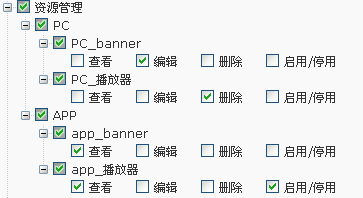 资源管理
PC
PC_banner
查看 编辑 删除 启用/停用
PC_播放器
查看 编辑 删除 启用/停用
APP
app_banner
查看 编辑 删除 启用/停用
app_播放器
查看 编辑 删除 启用/停用